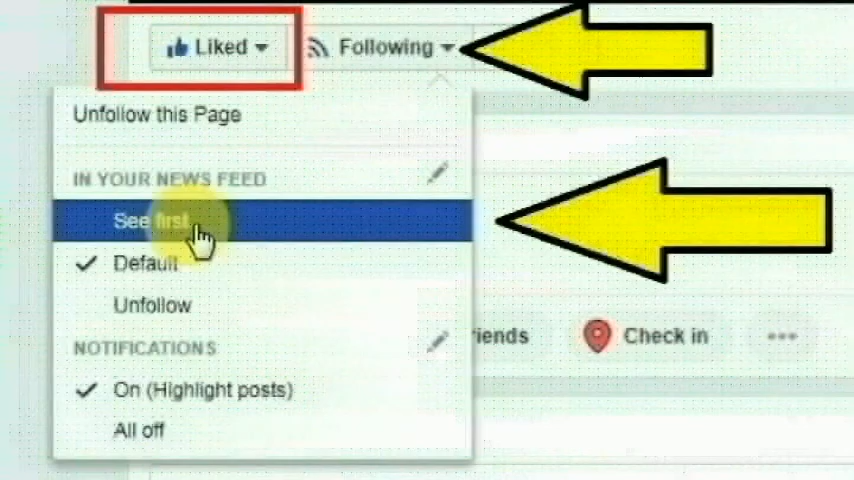 Liked Following
Unfollow this Page
IN YOUR NEWS FEED
See first
Default
Unfollow
riends Check in
NOTIFICATIONS
On (Highlight posts)
All off